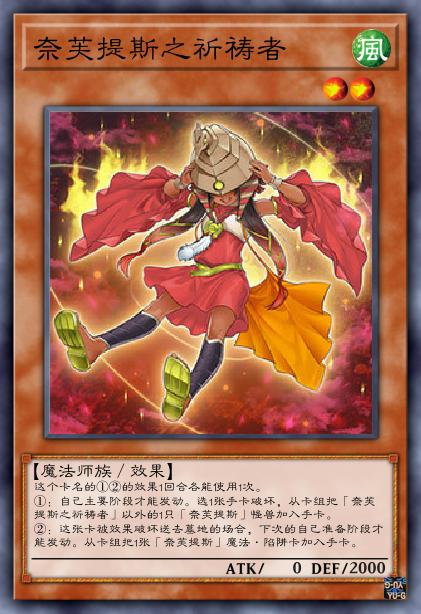 奈芙提斯之祈祷者
風
【魔法师族／效果】
这个卡名的①②的效果1回合各能使用1次。
①：自己主要阶段才能发动。选1张手卡破坏，从卡组把「奈芙
提斯之祈祷者」以外的1只「奈芙提斯」怪兽加入手卡。
②：这张卡被效果破坏送去墓地的场合，下次的自己准备阶段才
能发动。从卡组把1张「奈芙提斯」魔法·陷阱卡加入手卡。
ATK/ 0 DEF/2000